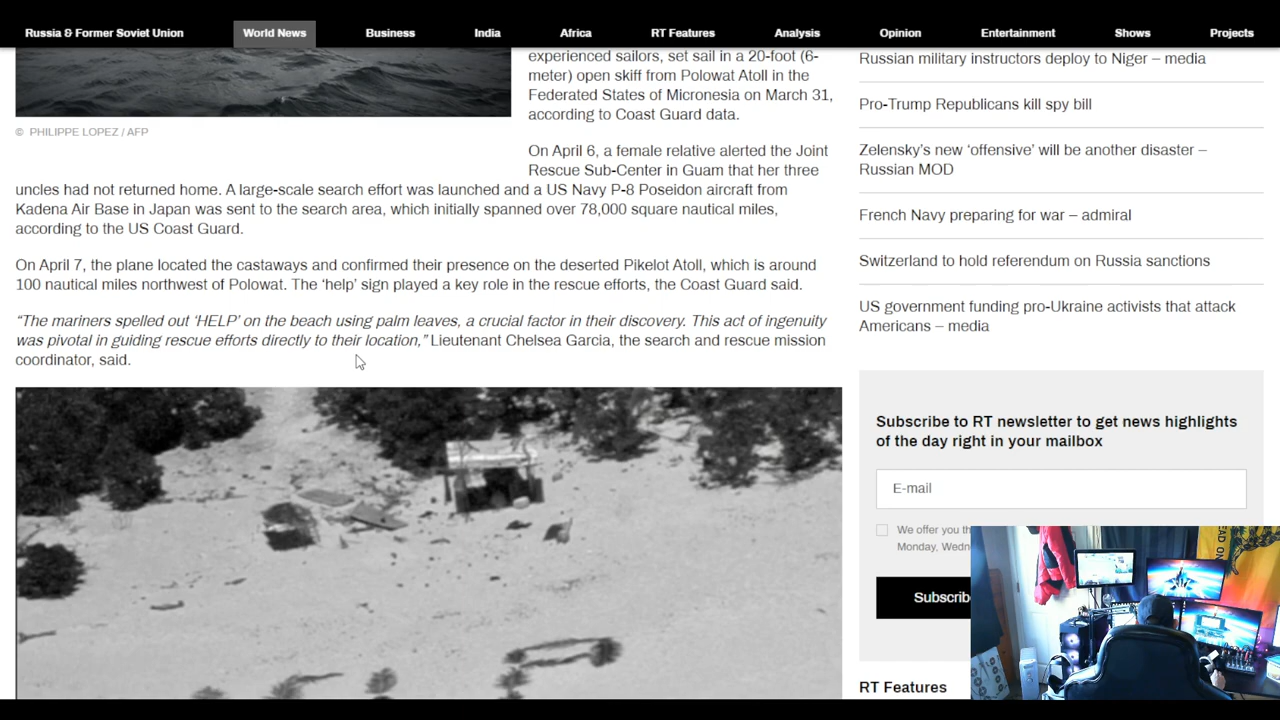 Russia & Former Soviet Union World News Business India Africa RT Features Analysis Opinion Entertainment Shows Projects
experienced sailors, set sail in a 20-foot (6-
meter) open skiff from Polowat Atoll in the
Federated States of Micronesia on March 31,
according to Coast Guard data.
© PHILIPPE LOPEZ / AFP
On April 6, a female relative alerted the Joint
Rescue Sub-Center in Guam that her three
uncles had not returned home. A large-scale search effort was launched and a US Navy P-8 Poseidon aircraft from
Kadena Air Base in Japan was sent to the search area, which initially spanned over 78,000 square nautical miles,
according to the US Coast Guard.
On April 7, the plane located the castaways and confirmed their presence on the deserted Pikelot Atoll, which is around
100 nautical miles northwest of Polowat. The ‘help’ sign played a key role in the rescue efforts, the Coast Guard said.
“The mariners spelled out ‘HELP’ on the beach using palm leaves, a crucial factor in their discovery. This act of ingenuity
was pivotal in guiding rescue efforts directly to their location,” Lieutenant Chelsea Garcia, the search and rescue mission
coordinator, said.
Russian military instructors deploy to Niger – media
Pro-Trump Republicans kill spy bill
Zelensky’s new ‘offensive’ will be another disaster –
Russian MOD
French Navy preparing for war – admiral
Switzerland to hold referendum on Russia sanctions
US government funding pro-Ukraine activists that attack
Americans – media
Subscribe to RT newsletter to get news highlights
of the day right in your mailbox
E-mail
We offer you th
Monday, Wedn
Subscrib
RT Features